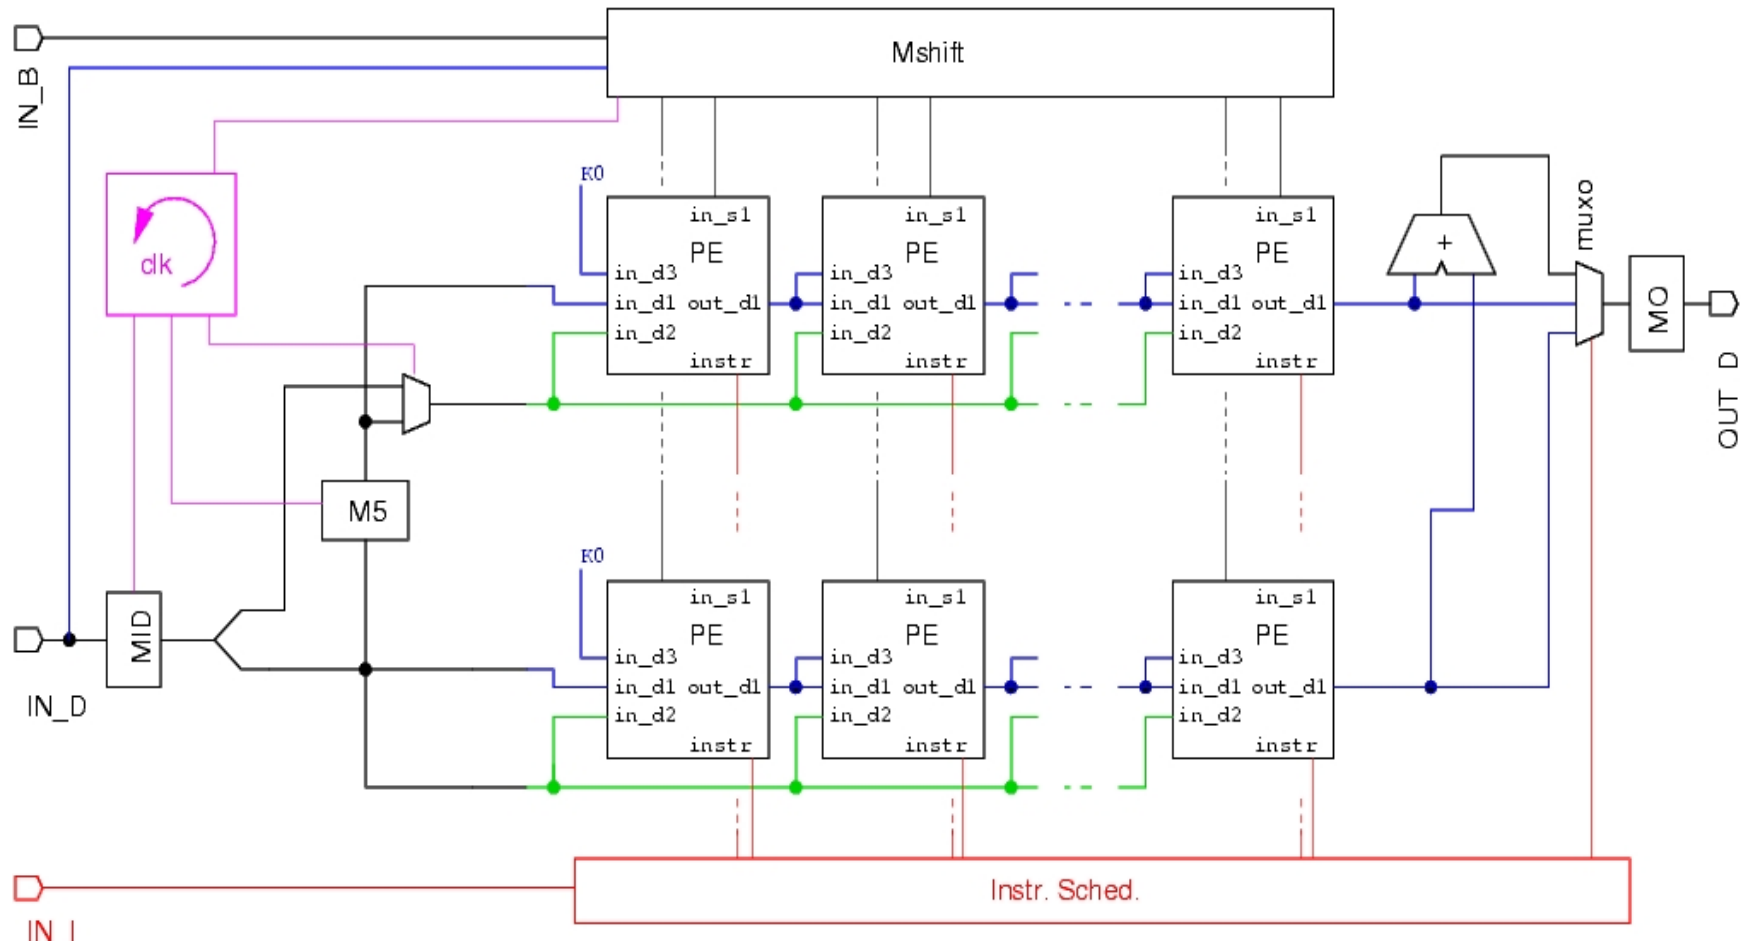 Mshift
IN_B
clk
K0
in_s1
PE
in_d3
in_d1 out_d1
in_d2
instr
in_s1
PE
in_d3
in_d1 out_d1
in_d2
instr
in_s1
PE
in_d3
in_d1 out_d1
in_d2
instr
+
muxo
MO
OUT_D
M5
MID
IN_D
K0
in_s1
PE
in_d3
in_d1 out_d1
in_d2
instr
in_s1
PE
in_d3
in_d1 out_d1
in_d2
instr
in_s1
PE
in_d3
in_d1 out_d1
in_d2
instr
Instr. Sched.
IN_I